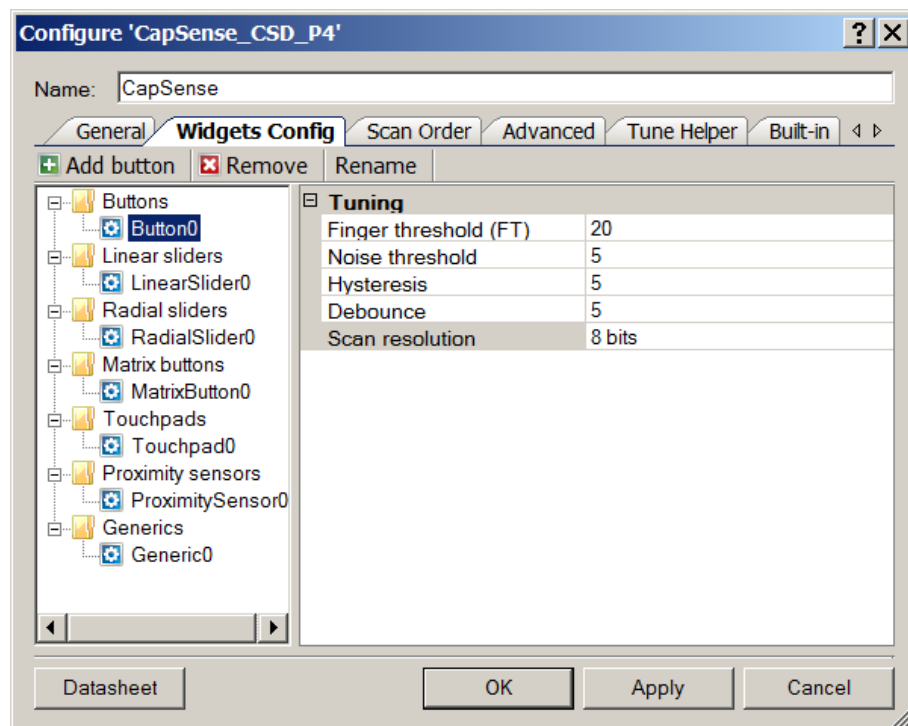 Configure 'CapSense_CSD_P4'
Name: CapSense
General Widgets Config Scan Order Advanced Tune Helper Built-in
Add button Remove Rename
Buttons
Button0
Linear sliders
LinearSlider0
Radial sliders
RadialSlider0
Matrix buttons
MatrixButton0
Touchpads
Touchpad0
Proximity sensors
ProximitySensor0
Generics
Generic0
Tuning
Finger threshold (FT) 20
Noise threshold 5
Hysteresis 5
Debounce 5
Scan resolution 8 bits
Datasheet OK Apply Cancel